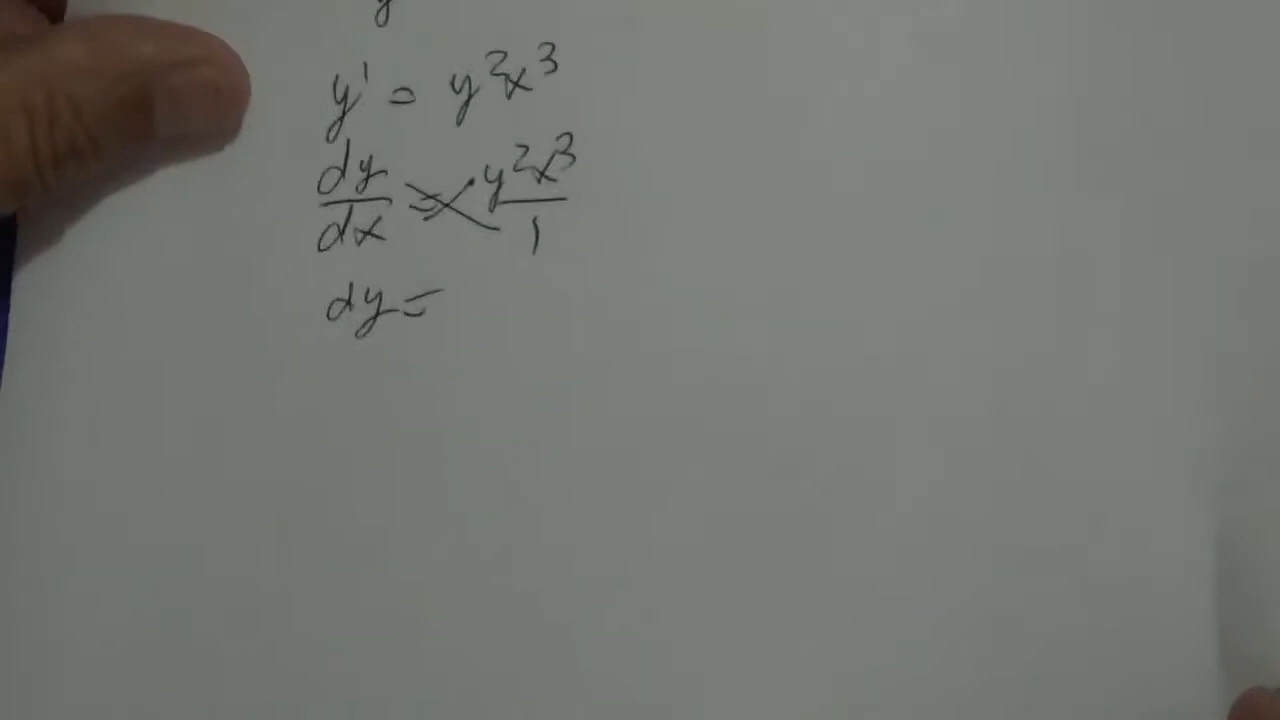 y
y' = y²x³
dy/dx = y²x³/1
dy =